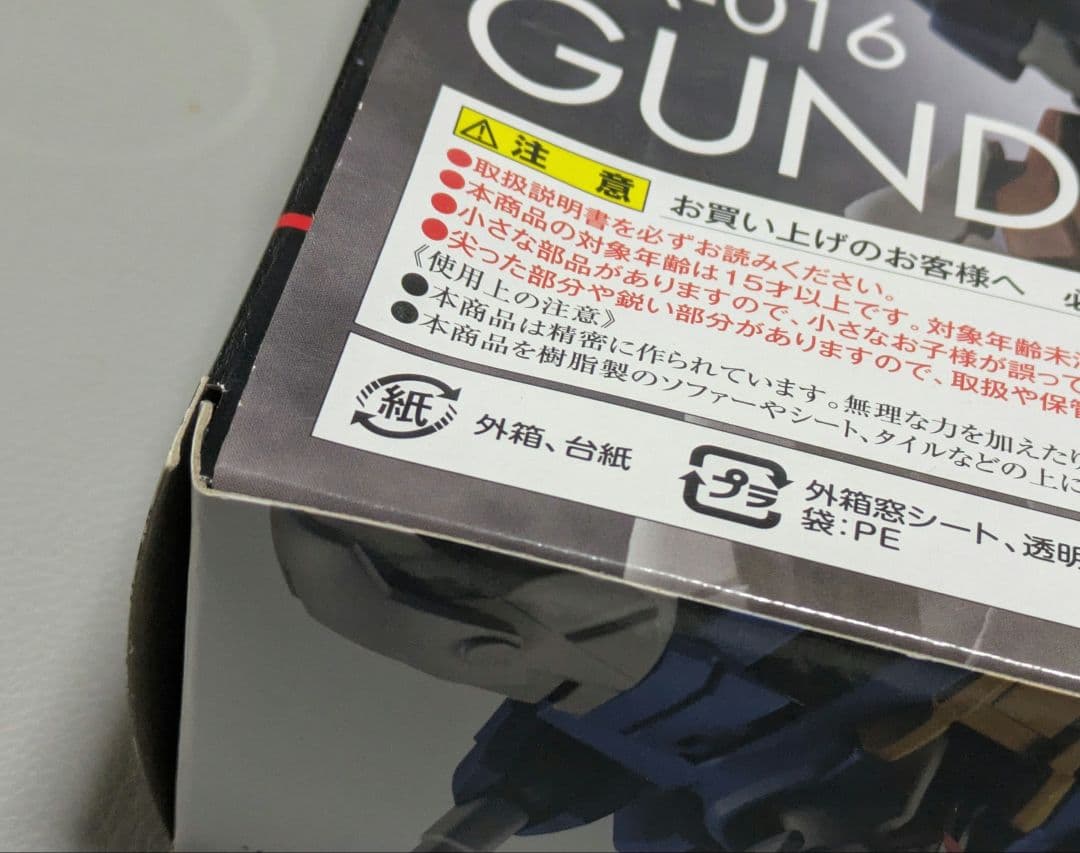 016
GUND
注 意
お買い上げのお客様へ 必
●取扱説明書を必ずお読みください。
●本商品の対象年齢は15才以上です。対象年齢未満
●小さな部品がありますので、小さなお子様が誤って
●尖った部分や鋭い部分がありますので、取扱や保管
《使用上の注意》
●本商品は精密に作られています。無理な力を加えたり
●本商品を樹脂製のソファーやシート、タイルなどの上に
紙
外箱、台紙
プラ
外箱窓シート、透明
袋:PE